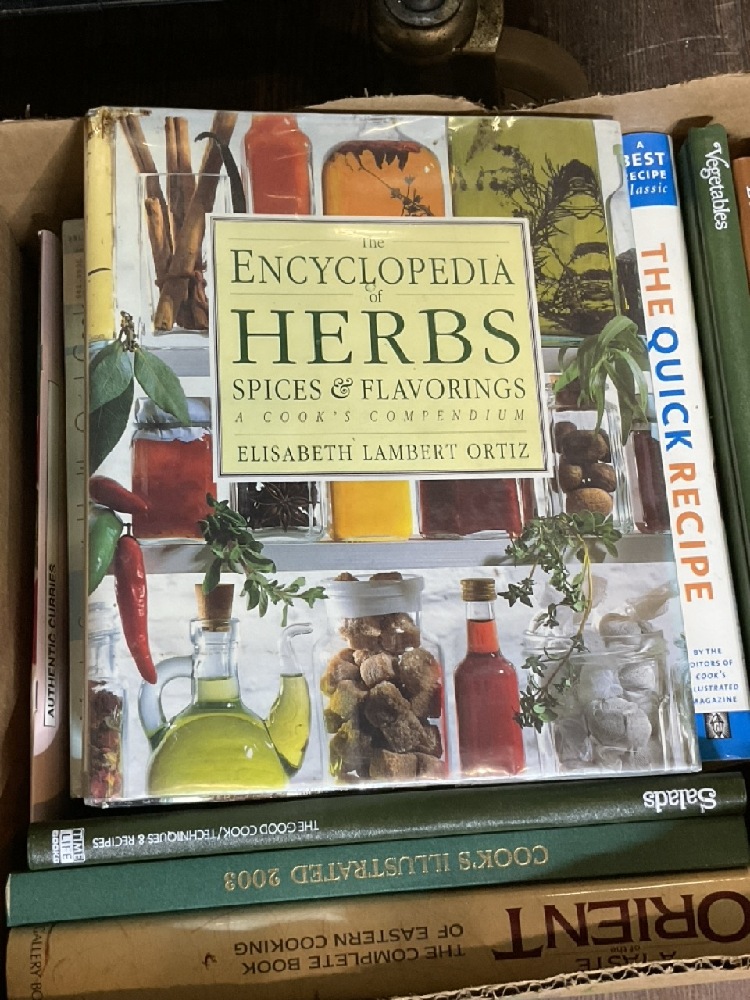 The
ENCYCLOPEDIA
of
HERBS
SPICES & FLAVORINGS
A COOK'S COMPENDIUM
ELISABETH LAMBERT ORTIZ
A
BEST
RECIPE
Classic
THE QUICK RECIPE
BY THE
EDITORS OF
COOK'S
ILLUSTRATED
MAGAZINE
Vegetables
AUTHENTIC CURRIES
Salads
THE GOOD COOK/TECHNIQUES & RECIPES
TIME
LIFE
BOOKS
COOK'S ILLUSTRATED 2003
A TASTE
of the
ORIENT
THE COMPLETE BOOK
OF EASTERN COOKING